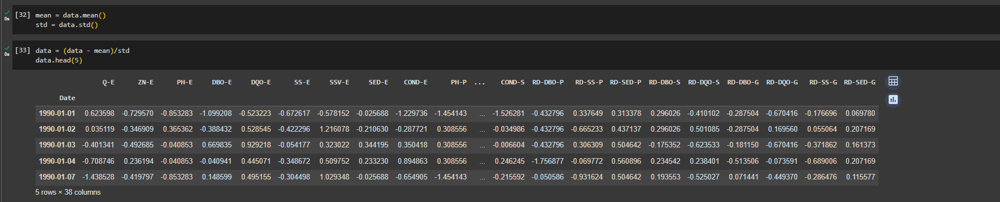 [32] mean = data.mean()
std = data.std()
0s
[33] data = (data - mean)/std
data.head(5)
0s
Q-E ZN-E PH-E DBO-E DQO-E SS-E SSV-E SED-E COND-E PH-P ... COND-S RD-DBO-P RD-SS-P RD-SED-P RD-DBO-S RD-DQO-S RD-DBO-G RD-DQO-G RD-SS-G RD-SED-G
Date
1990-01-01 0.623598 -0.729570 -0.853283 -1.099208 -0.523223 -0.672617 -0.578152 -0.025688 -1.229736 -1.454143 ... -1.526281 -0.432796 0.337649 0.313378 0.296026 -0.410102 -0.287504 -0.670416 -0.176696 0.069780
1990-01-02 0.035119 -0.346909 0.365362 -0.388432 0.528545 -0.422296 1.216078 -0.210630 -0.287721 0.308556 ... -0.034986 -0.432796 -0.665233 0.437137 0.296026 0.501085 -0.287504 0.169560 0.055064 0.207169
1990-01-03 -0.401341 -0.492685 -0.040853 0.669835 0.929218 -0.054177 0.323022 0.344195 0.350418 0.308556 ... -0.006604 -0.432796 0.306309 0.504642 -0.175352 -0.623533 -0.181150 -0.670416 -0.371862 0.161373
1990-01-04 -0.708746 0.236194 -0.040853 -0.040941 0.445071 -0.348672 0.509752 0.233230 0.894863 0.308556 ... 0.246245 -1.756877 -0.069772 0.560896 0.234542 0.238401 -0.513506 -0.073591 -0.689006 0.207169
1990-01-07 -1.438528 -0.419797 -0.853283 0.148599 0.495155 -0.304498 1.029348 -0.025688 -0.654905 -1.454143 ... -0.215592 -0.050586 -0.931624 0.504642 0.193553 -0.525027 0.071441 -0.449370 -0.286476 0.115577
5 rows × 38 columns